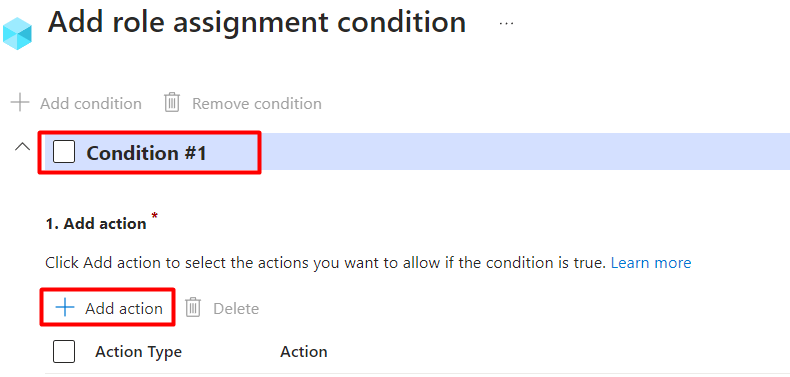 Add role assignment condition ...
Add condition Remove condition
Condition #1
1. Add action *
Click Add action to select the actions you want to allow if the condition is true. Learn more
Add action Delete
Action Type Action